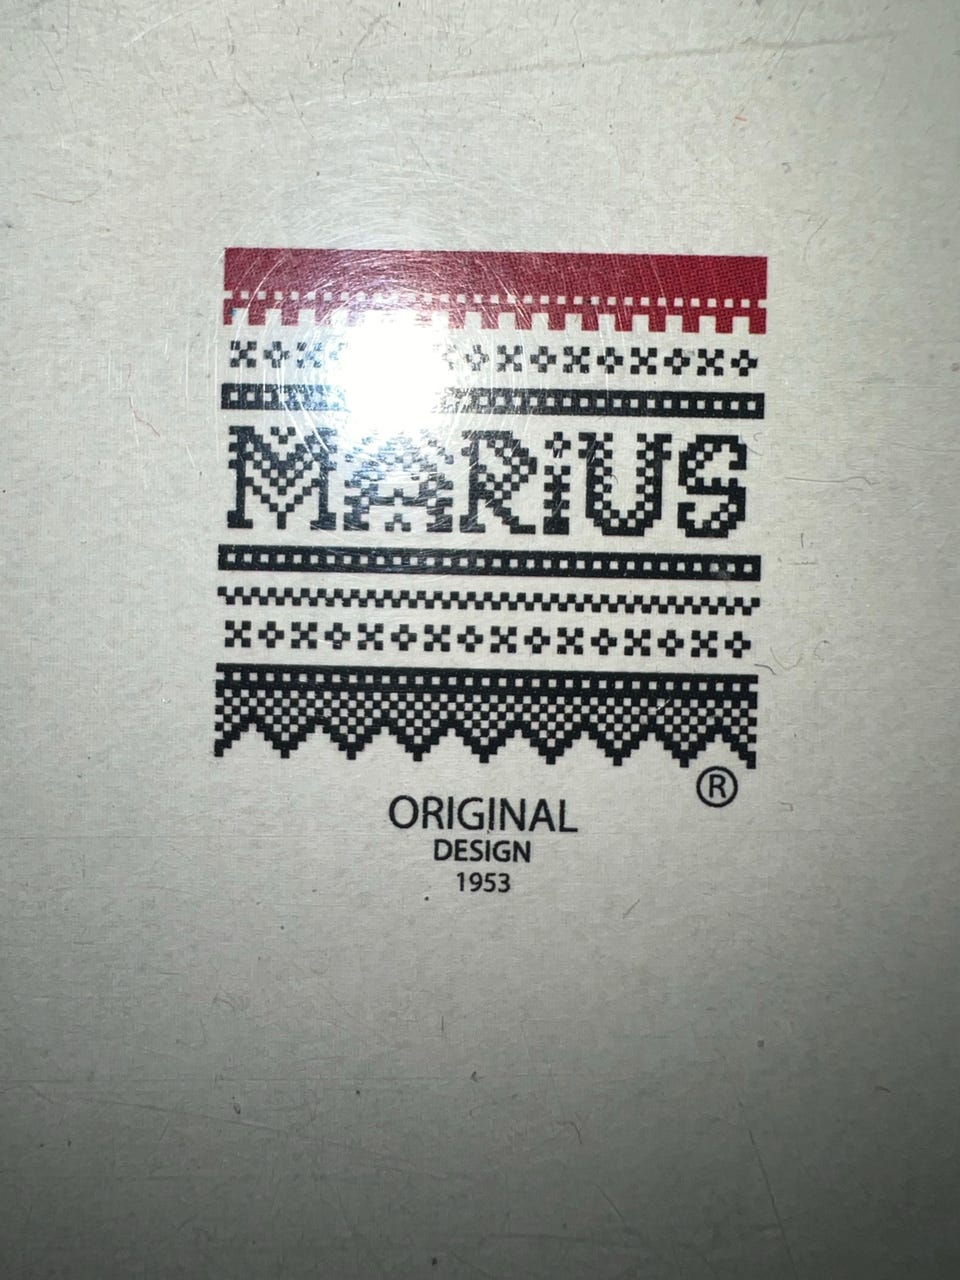 MARiUS
®
ORIGINAL
DESIGN
1953